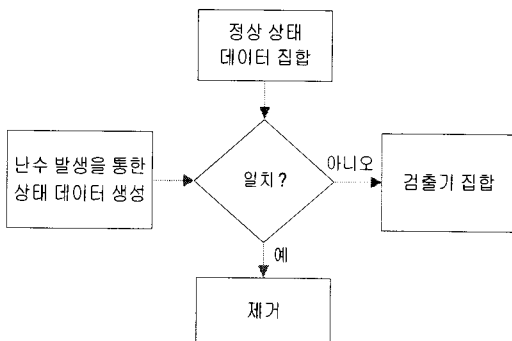 정상 상태
데이터 집합
난수 발생을 통한
상태 데이터 생성
일치?
아니오
검출기 집합
예
제거